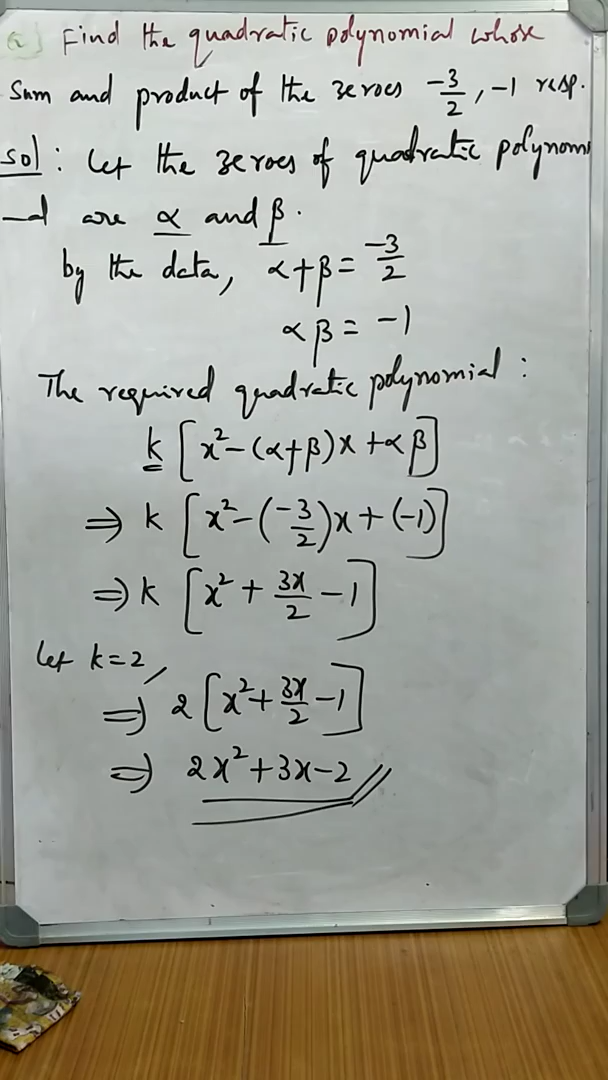 Q) Find the quadratic polynomial whose
sum and product of the zeroes -3/2, -1 resp.
Sol: Let the zeroes of quadratic polynomi
-al are α and β.
by the data, α+β = -3/2
αβ = -1
The required quadratic polynomial:
k [x²-(α+β)x+αβ]
⇒ k [x²-(-3/2)x+(-1)]
⇒ k [x²+3x/2-1]
Let k=2,
⇒ 2[x²+3x/2-1]
⇒ 2x²+3x-2//